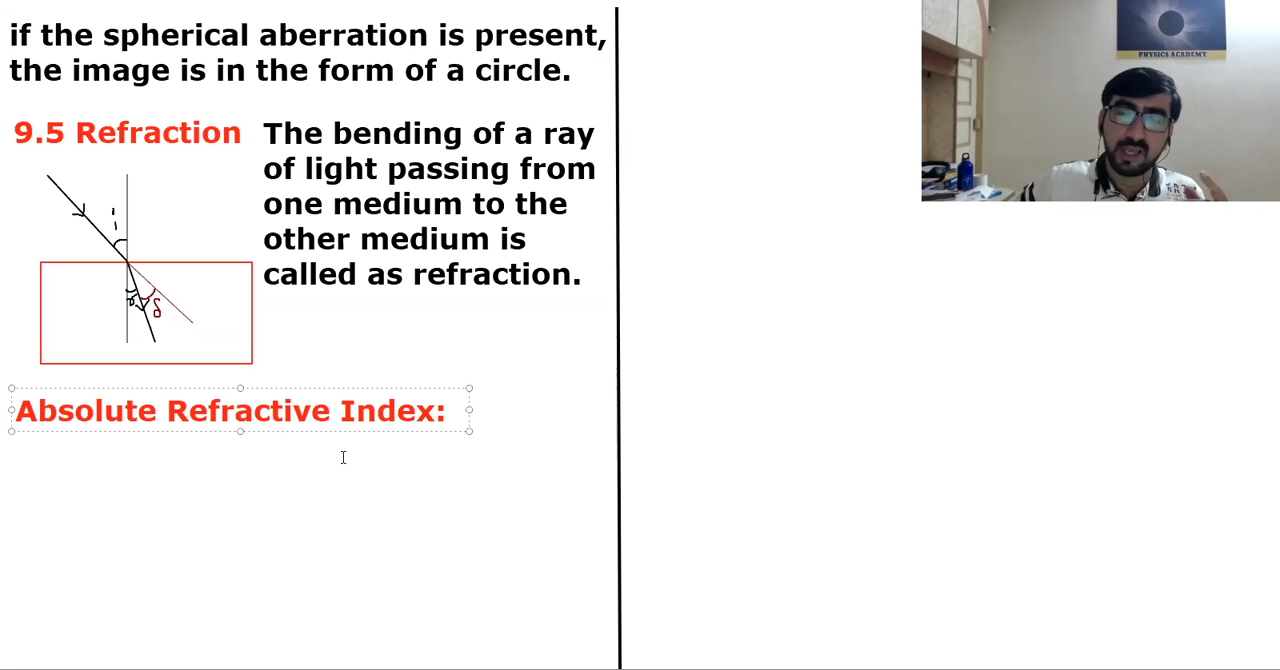 if the spherical aberration is present,
the image is in the form of a circle.
9.5 Refraction
The bending of a ray
of light passing from
one medium to the
other medium is
called as refraction.
i
r
δ
Absolute Refractive Index:
PHYSICS ACADEMY